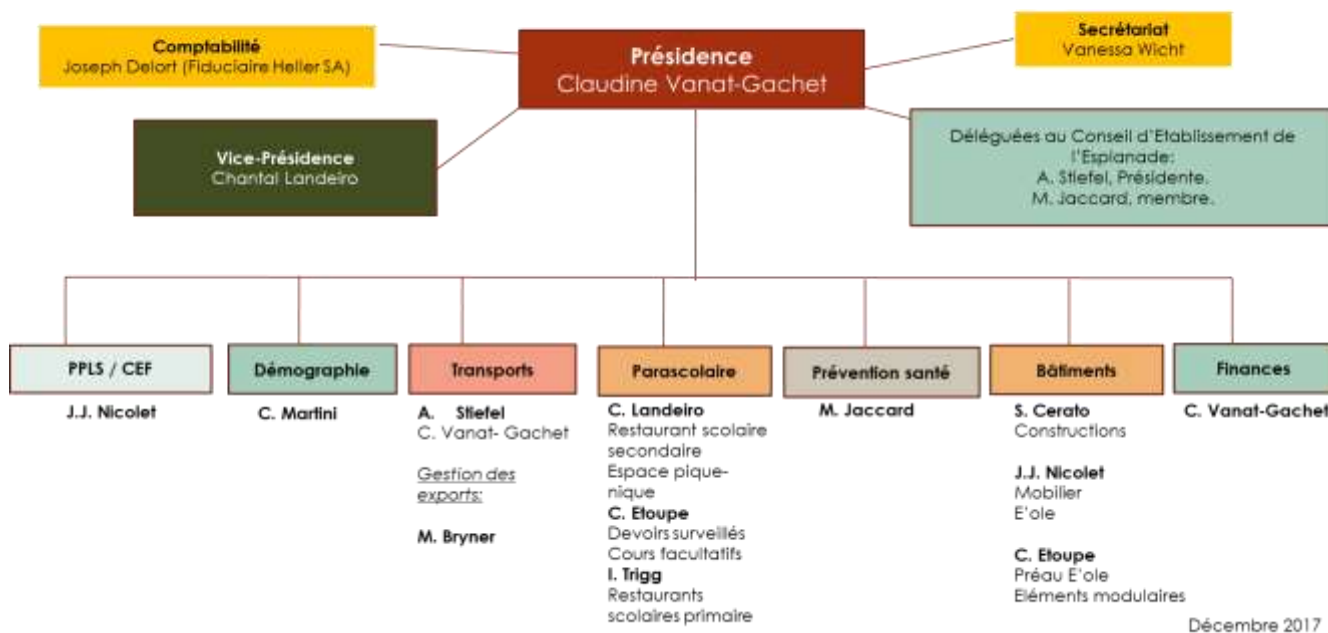 Comptabilité
Joseph Delort (Fiduciaire Heller SA)
Présidence
Claudine Vanat-Gachet
Secrétariat
Vanessa Wicht
Vice-Présidence
Chantal Landeiro
Déléguées au Conseil d'Etablissement de
l'Esplanade:
A. Stiefel, Présidente.
M. Jaccard, membre.
PPLS / CEF
J.J. Nicolet
Démographie
C. Martini
Transports
A. Stiefel
C. Vanat- Gachet
Gestion des
exports:
M. Bryner
Parascolaire
C. Landeiro
Restaurant scolaire
secondaire
Espace pique-
nique
C. Etoupe
Devoirs surveillés
Cours facultatifs
I. Trigg
Restaurants
scolaires primaire
Prévention santé
M. Jaccard
Bâtiments
S. Cerato
Constructions
J.J. Nicolet
Mobilier
E'ole
C. Etoupe
Préau E'ole
Eléments modulaires
Finances
C. Vanat-Gachet
Décembre 2017